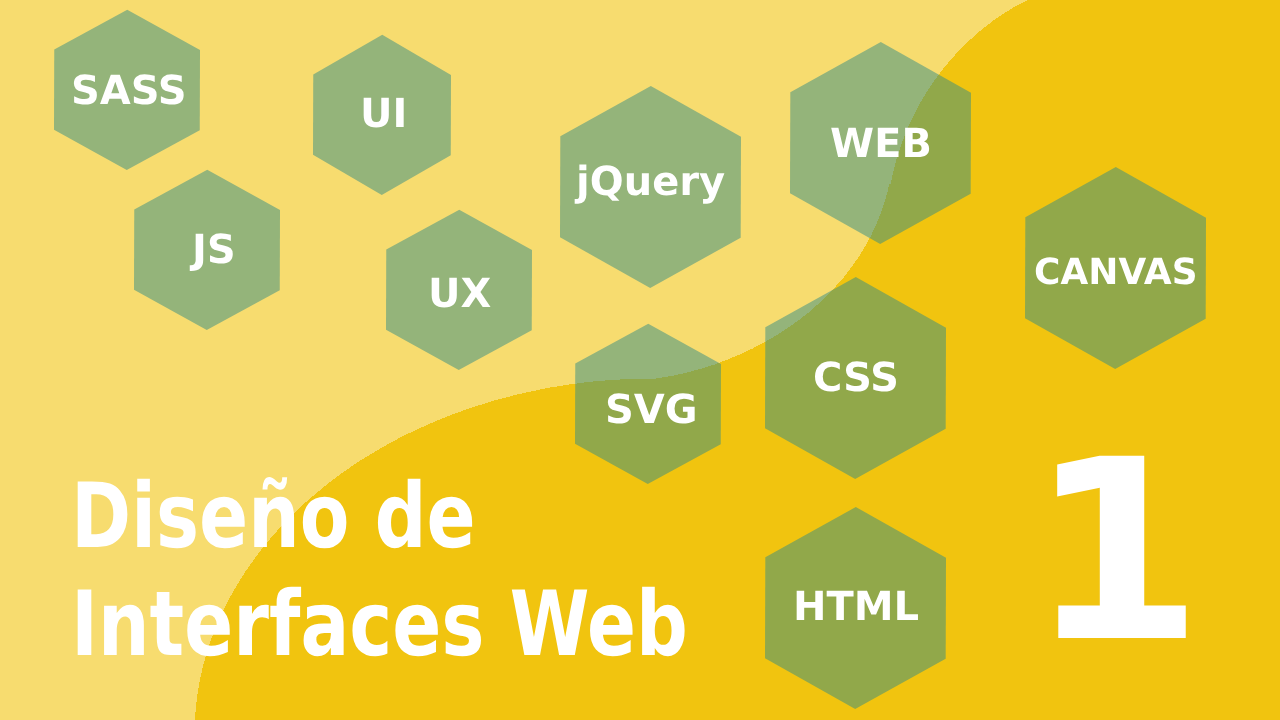 SASS
UI
WEB
jQuery
JS
CANVAS
UX
CSS
SVG
Diseño de
Interfaces Web
HTML
1